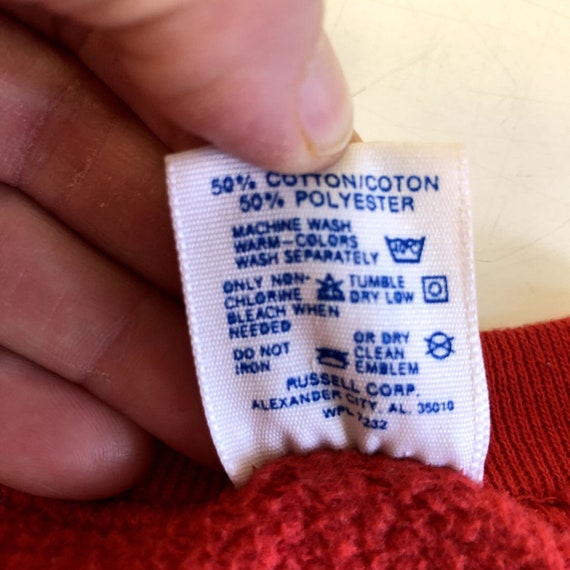 50% COTTON/COTON
50% POLYESTER
MACHINE WASH
WARM-COLORS
WASH SEPARATELY
ONLY NON-
CHLORINE
BLEACH WHEN
NEEDED
TUMBLE
DRY LOW
DO NOT
IRON
OR DRY
CLEAN
EMBLEM
RUSSELL CORP.
ALEXANDER CITY, AL. 35010
WPL 7232